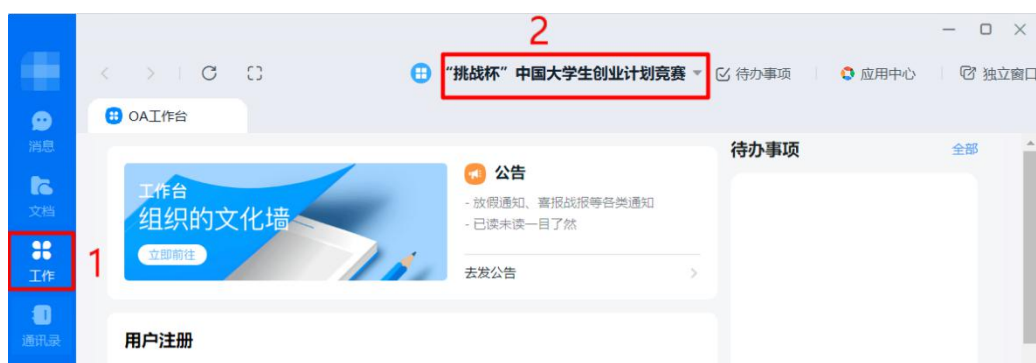 2
"挑战杯"中国大学生创业计划竞赛
待办事项
应用中心
独立窗口
OA工作台
消息
文档
1
工作
通讯录
工作台
组织的文化墙
立即前往
公告
- 放假通知、喜报战报等各类通知
- 已读未读一目了然
去发公告
待办事项
全部
用户注册